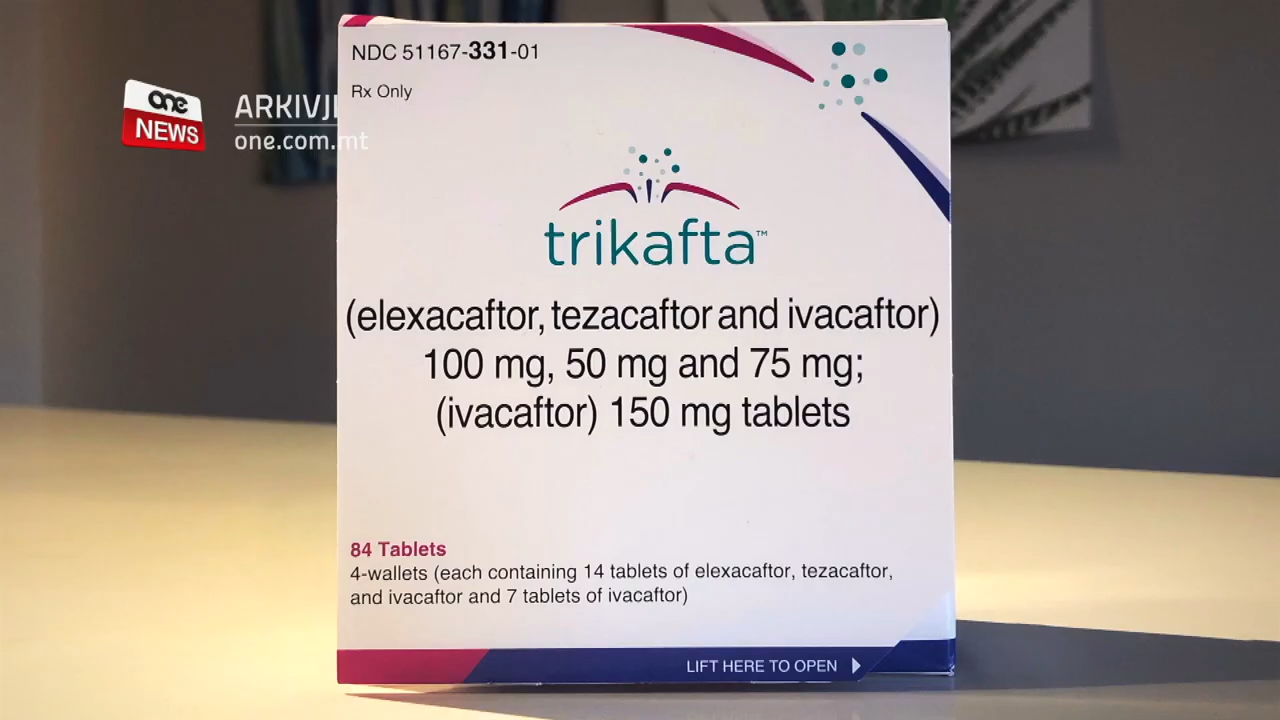 NDC 51167-331-01
Rx Only
one
NEWS
one.com.mt
trikafta™
(elexacaftor, tezacaftor and ivacaftor)
100 mg, 50 mg and 75 mg;
(ivacaftor) 150 mg tablets
84 Tablets
4-wallets (each containing 14 tablets of elexacaftor, tezacaftor,
and ivacaftor and 7 tablets of ivacaftor)
LIFT HERE TO OPEN